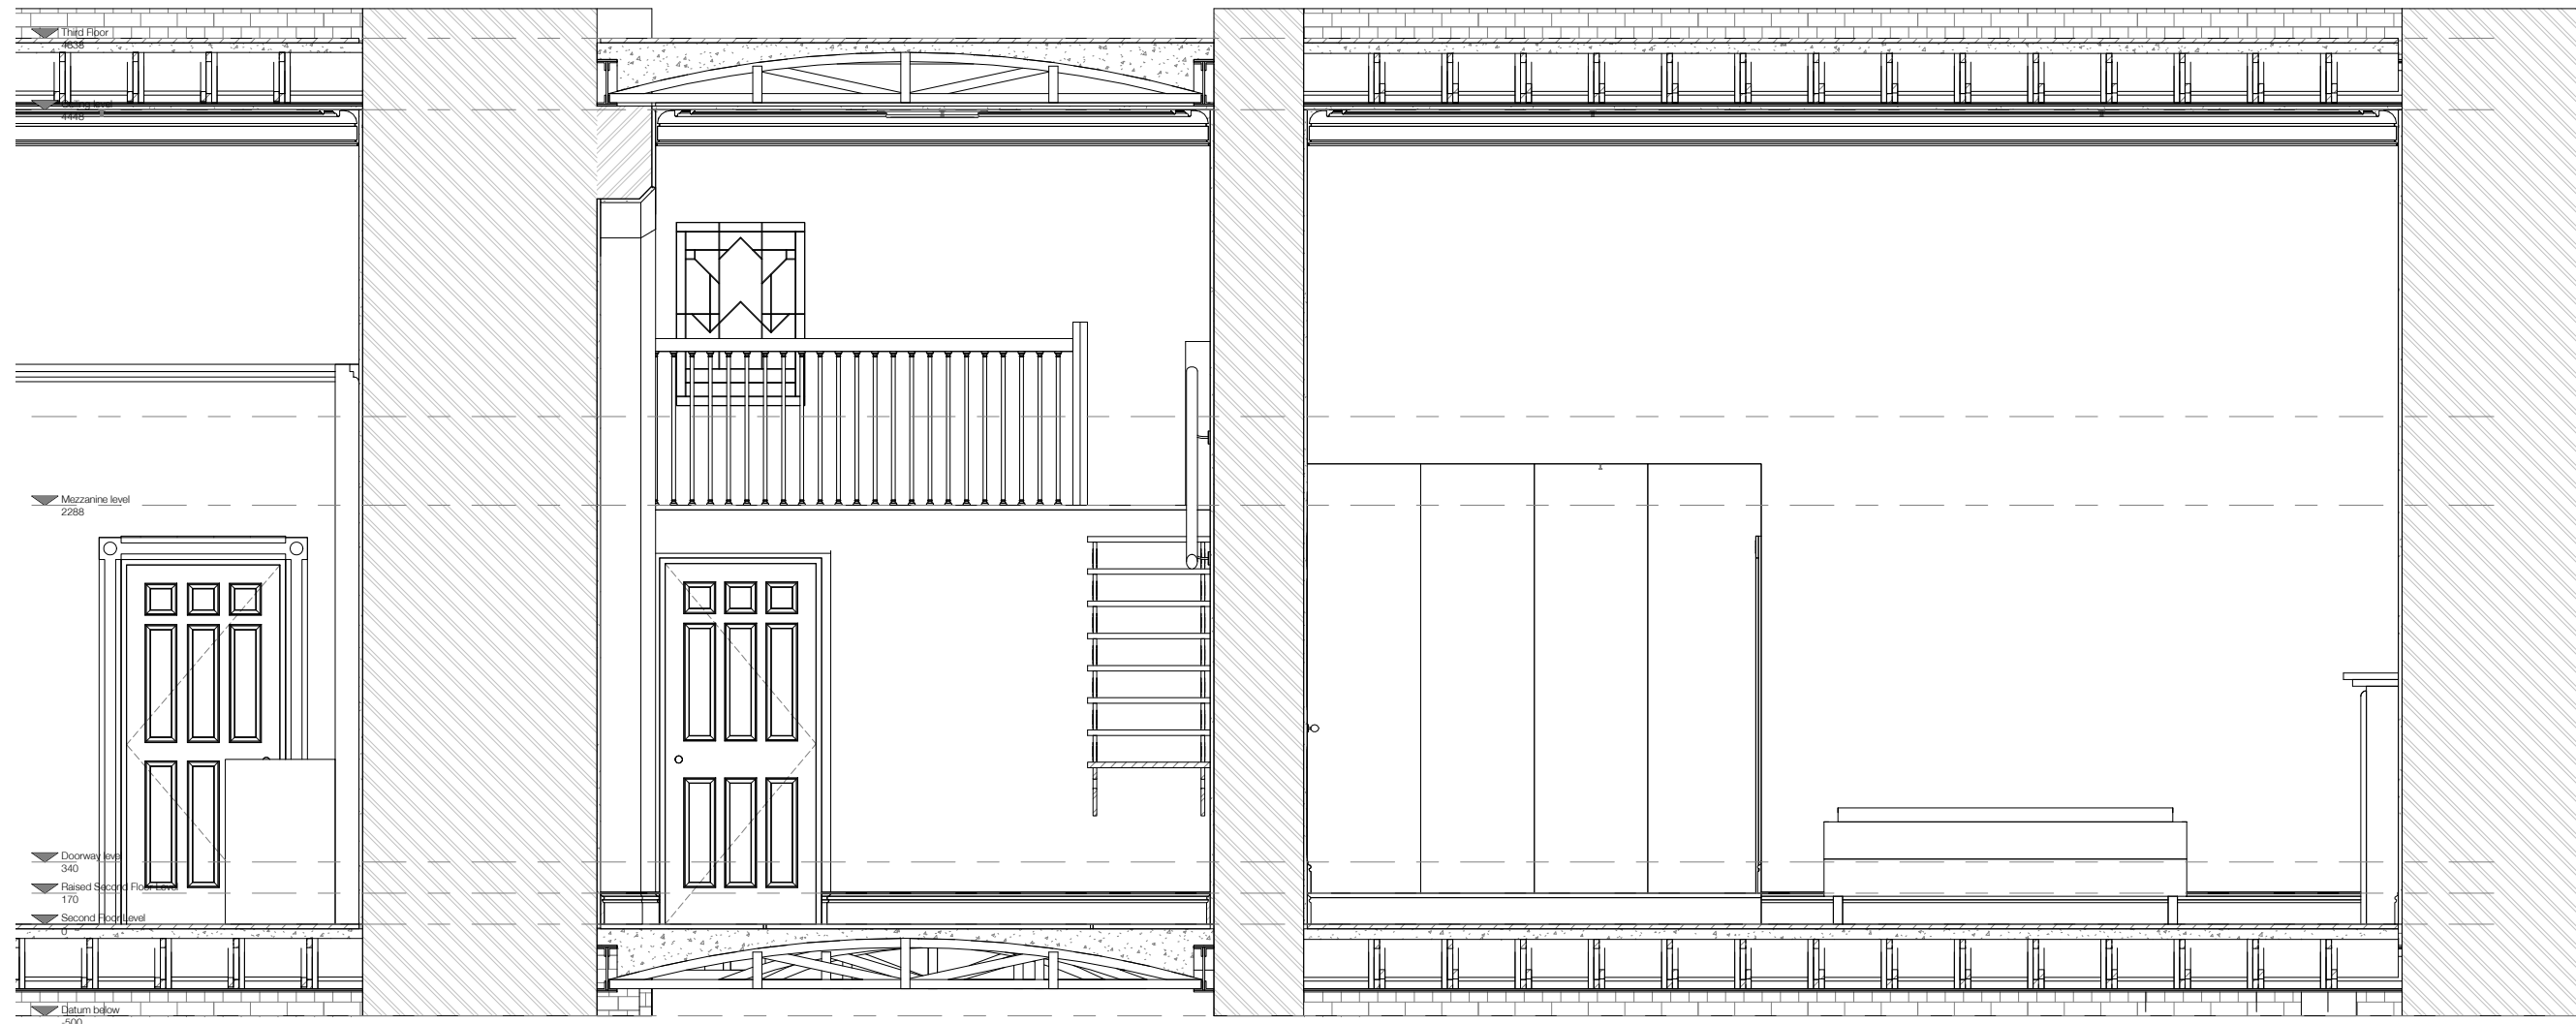 Third Floor
4838
Ceiling level
4448
Mezzanine level
2288
Doorway level
340
Raised Second Floor Level
170
Second Floor Level
0
Datum below
-500